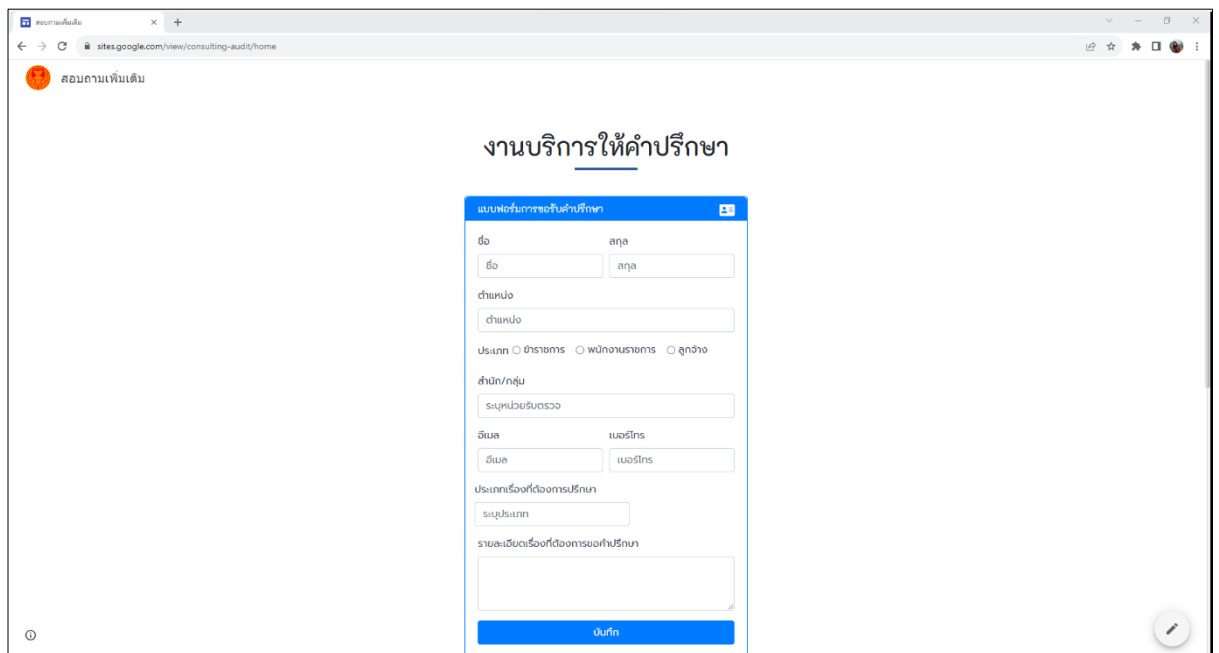 สอบถามเพิ่มเติม
sites.google.com/view/consulting-audit/home
สอบถามเพิ่มเติม
งานบริการให้คำปรึกษา
แบบฟอร์มการขอรับคำปรึกษา
ชื่อ สกุล
ชื่อ สกุล
ตำแหน่ง
ตำแหน่ง
ประเภท ข้าราชการ พนักงานราชการ ลูกจ้าง
สำนัก/กลุ่ม
ระบุหน่วยรับตรวจ
อีเมล เบอร์โทร
อีเมล เบอร์โทร
ประเภทเรื่องที่ต้องการปรึกษา
ระบุประเภท
รายละเอียดเรื่องที่ต้องการขอคำปรึกษา
บันทึก